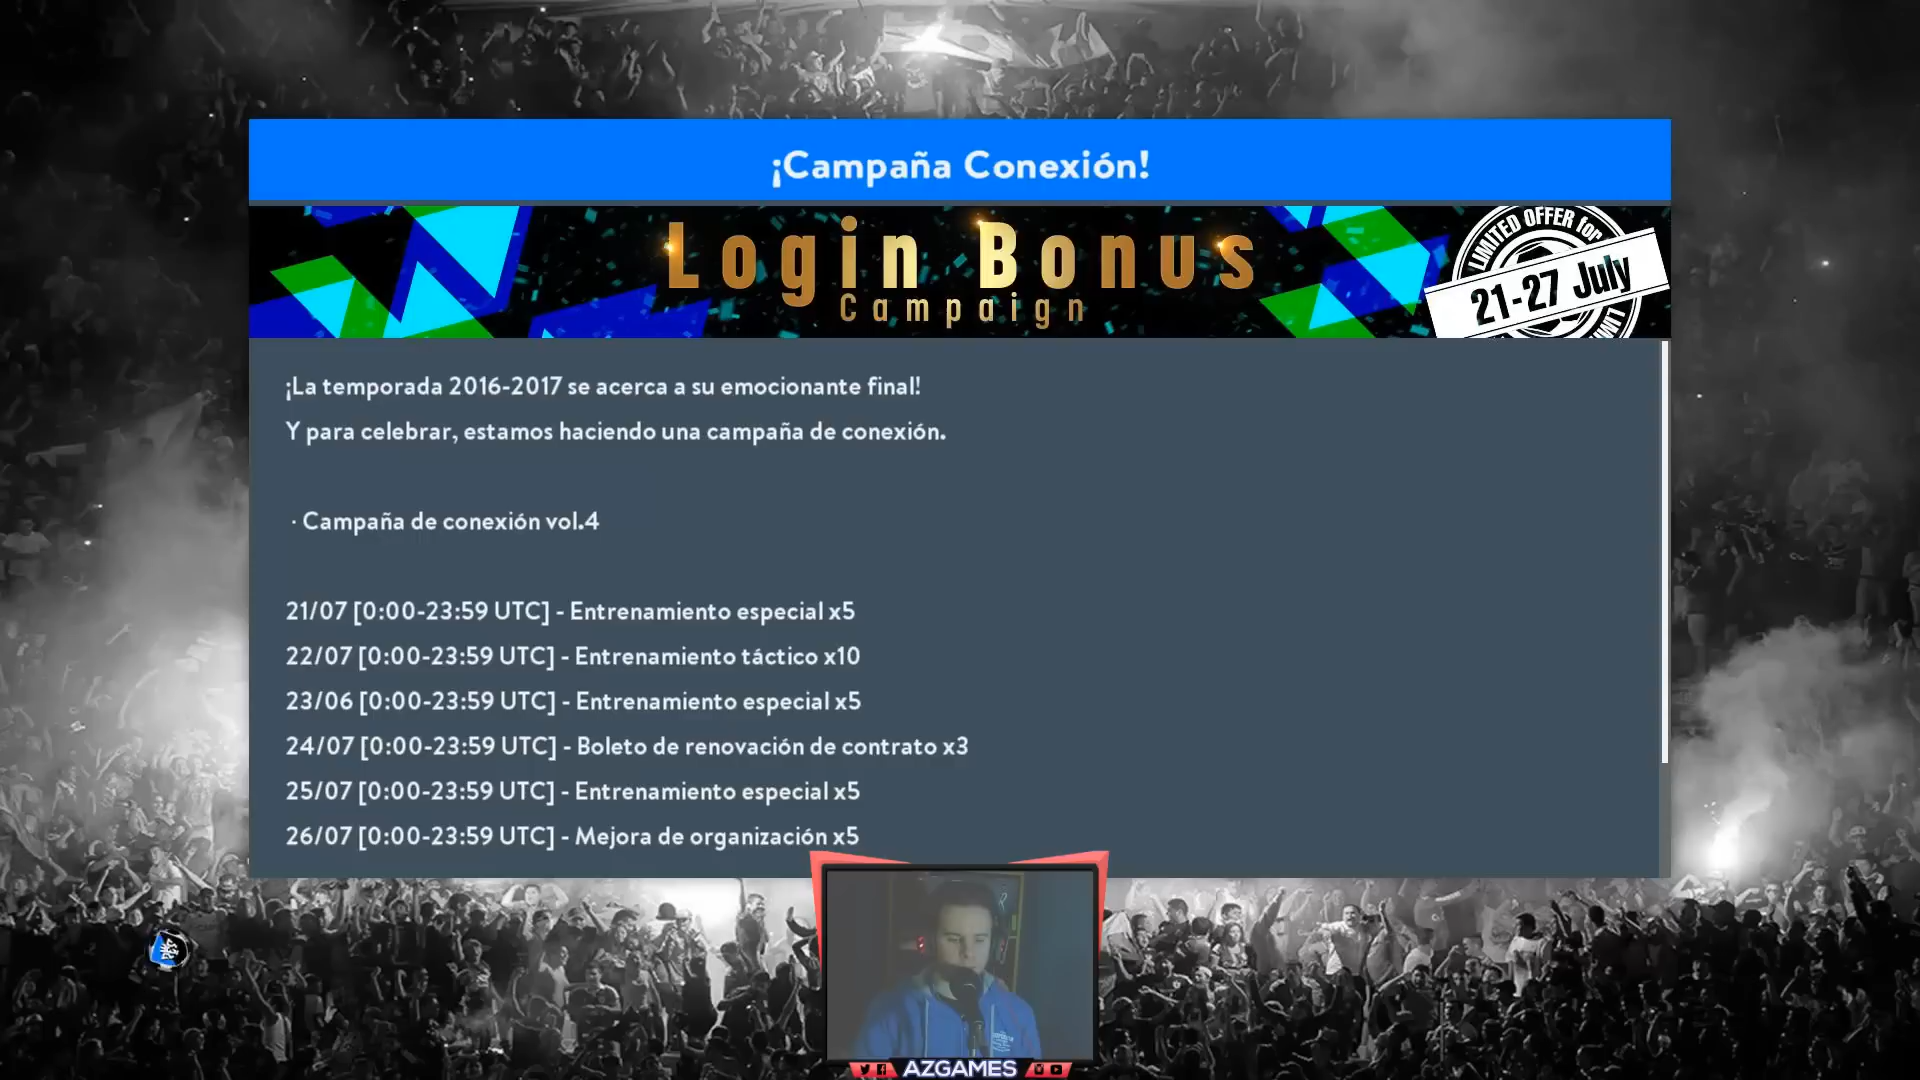 ¡Campaña Conexión!
Login Bonus
Campaign
LIMITED OFFER for
21-27 July
LIM
¡La temporada 2016-2017 se acerca a su emocionante final!
Y para celebrar, estamos haciendo una campaña de conexión.
· Campaña de conexión vol.4
21/07 [0:00-23:59 UTC] - Entrenamiento especial x5
22/07 [0:00-23:59 UTC] - Entrenamiento táctico x10
23/06 [0:00-23:59 UTC] - Entrenamiento especial x5
24/07 [0:00-23:59 UTC] - Boleto de renovación de contrato x3
25/07 [0:00-23:59 UTC] - Entrenamiento especial x5
26/07 [0:00-23:59 UTC] - Mejora de organización x5
AZGAMES